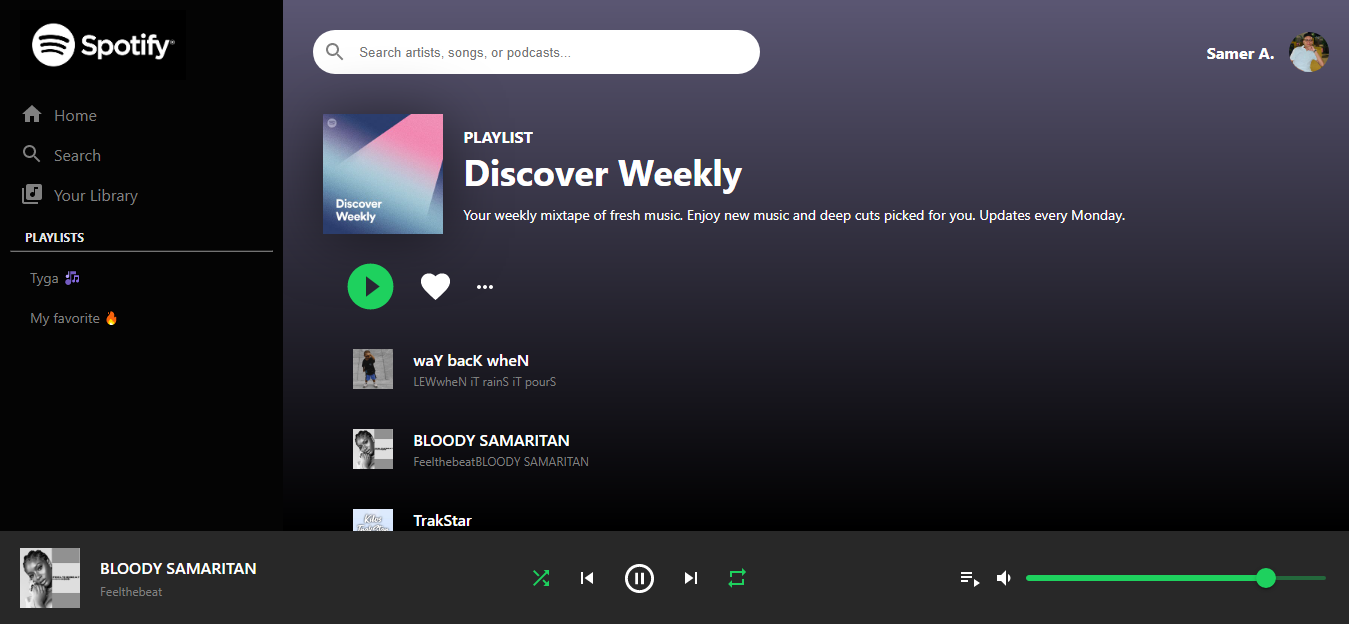 Spotify
Home
Search
Your Library
PLAYLISTS
Tyga 🎶
My favorite 🔥
Search artists, songs, or podcasts...
Samer A.
Discover
Weekly
PLAYLIST
Discover Weekly
Your weekly mixtape of fresh music. Enjoy new music and deep cuts picked for you. Updates every Monday.
waY bacK wheN
LEWwheN iT rainS iT pourS
BLOODY SAMARITAN
FeelthebeatBLOODY SAMARITAN
TrakStar
BLOODY SAMARITAN
Feelthebeat